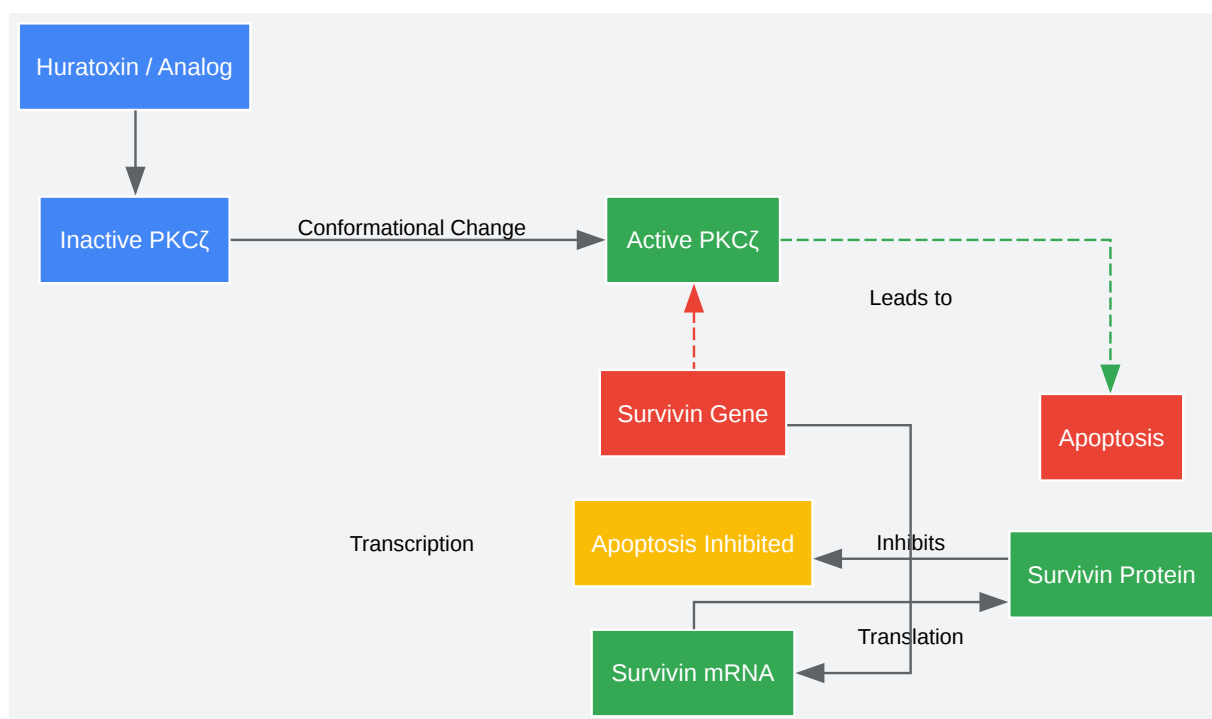 Huratoxin / Analog
Inactive PKCζ
Conformational Change
Active PKCζ
Leads to
Survivin Gene
Apoptosis
Transcription
Apoptosis Inhibited
Inhibits
Survivin Protein
Translation
Survivin mRNA